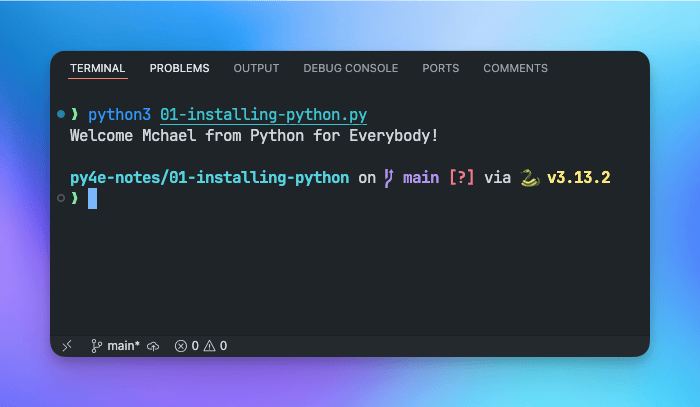 TERMINAL PROBLEMS OUTPUT DEBUG CONSOLE PORTS COMMENTS
❱ python3 01-installing-python.py
Welcome Mchael from Python for Everybody!
py4e-notes/01-installing-python on main [?] via 🐍 v3.13.2
❱
main* 0 0